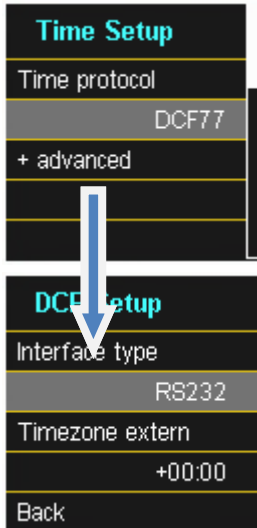 Time Setup
Time protocol
DCF77
+ advanced
DCF Setup
Interface type
RS232
Timezone extern
+00:00
Back